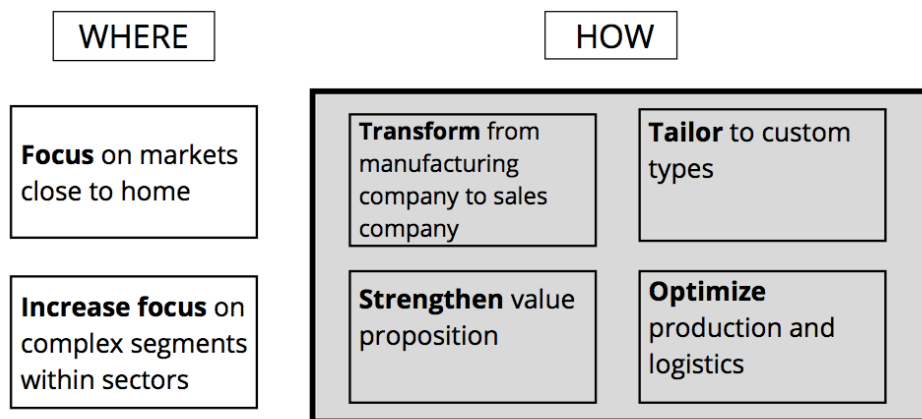 WHERE
HOW
Focus on markets
close to home
Increase focus on
complex segments
within sectors
Transform from
manufacturing
company to sales
company
Tailor to custom
types
Strengthen value
proposition
Optimize
production and
logistics